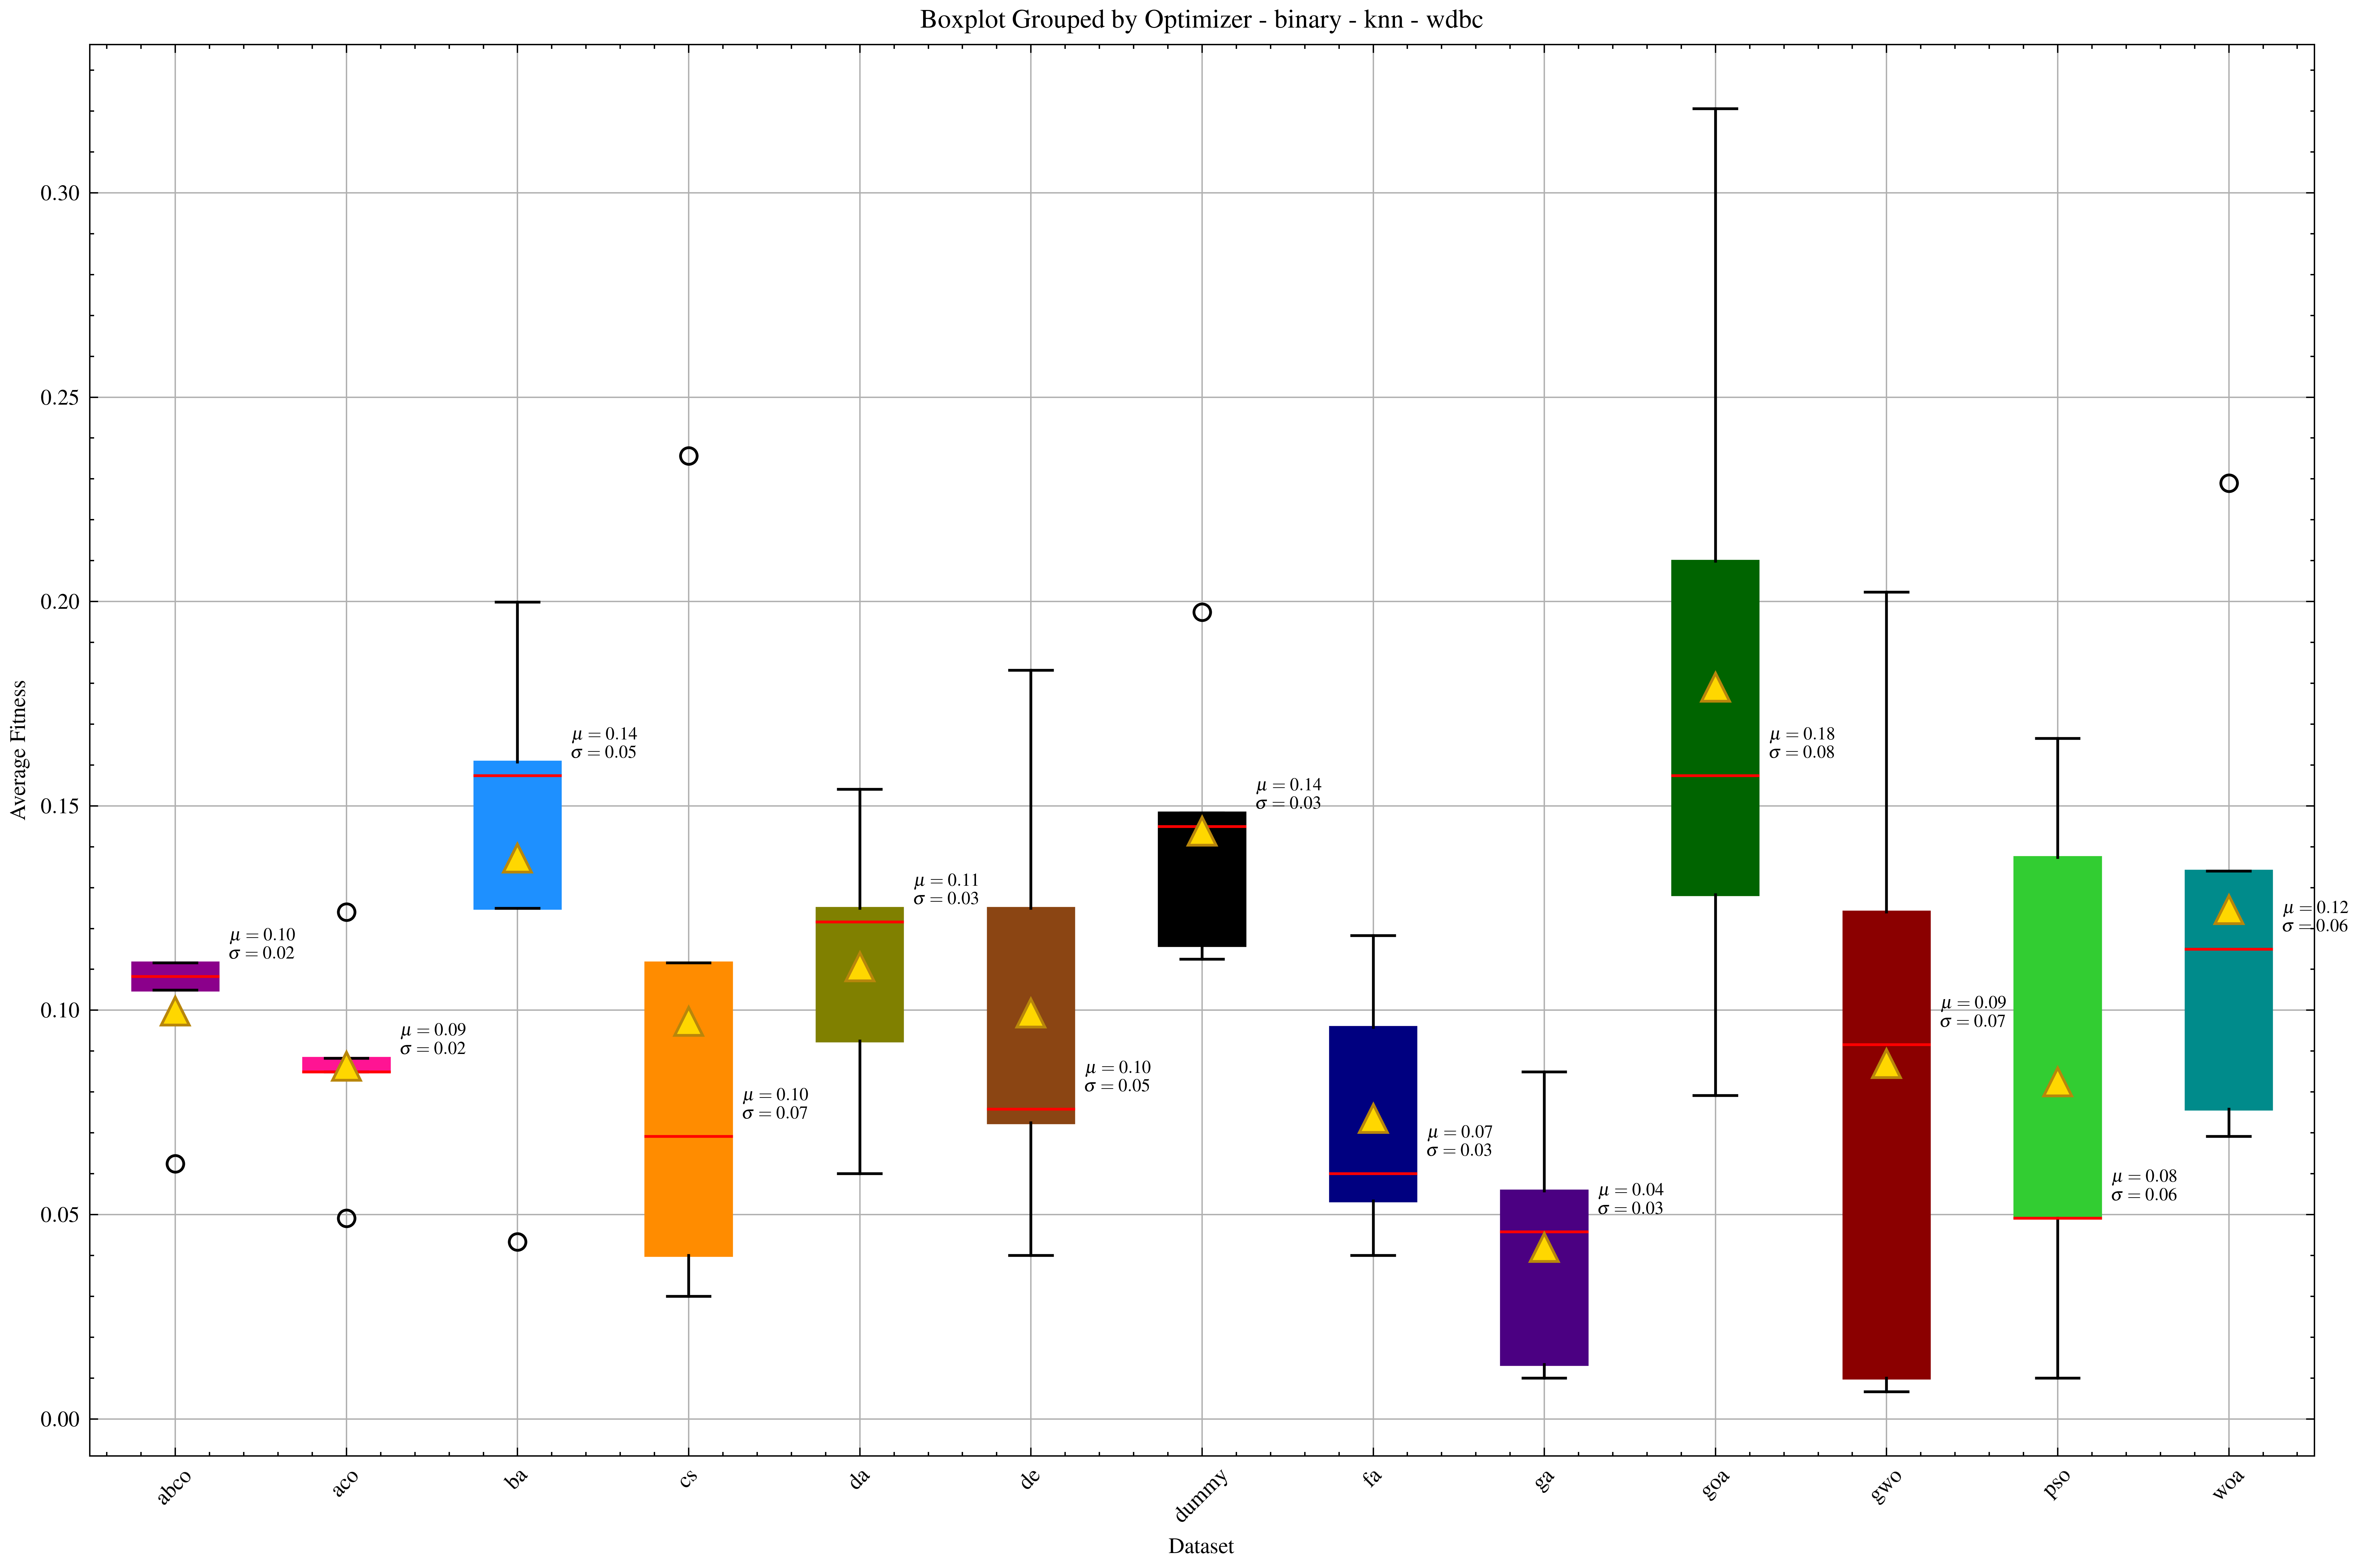 Boxplot Grouped by Optimizer - binary - knn - wdbc
Average Fitness
0.30
0.25
0.20
0.15
0.10
0.05
0.00
μ = 0.10
σ = 0.02
μ = 0.09
σ = 0.02
μ = 0.14
σ = 0.05
μ = 0.10
σ = 0.07
μ = 0.11
σ = 0.03
μ = 0.10
σ = 0.05
μ = 0.14
σ = 0.03
μ = 0.07
σ = 0.03
μ = 0.04
σ = 0.03
μ = 0.18
σ = 0.08
μ = 0.09
σ = 0.07
μ = 0.08
σ = 0.06
μ = 0.12
σ = 0.06
abco
aco
ba
cs
da
de
dummy
fa
ga
goa
gwo
pso
woa
Dataset